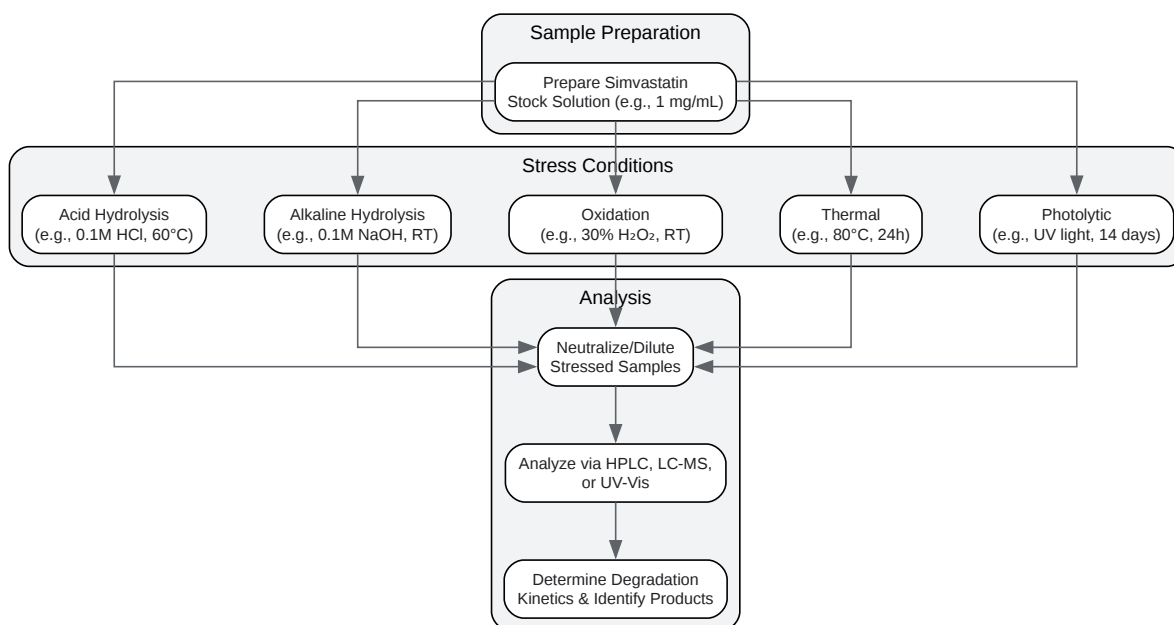 Sample Preparation
Prepare Simvastatin
Stock Solution (e.g., 1 mg/mL)
Stress Conditions
Acid Hydrolysis
(e.g., 0.1M HCl, 60°C)
Alkaline Hydrolysis
(e.g., 0.1M NaOH, RT)
Oxidation
(e.g., 30% H₂O₂, RT)
Thermal
(e.g., 80°C, 24h)
Photolytic
(e.g., UV light, 14 days)
Analysis
Neutralize/Dilute
Stressed Samples
Analyze via HPLC, LC-MS,
or UV-Vis
Determine Degradation
Kinetics & Identify Products